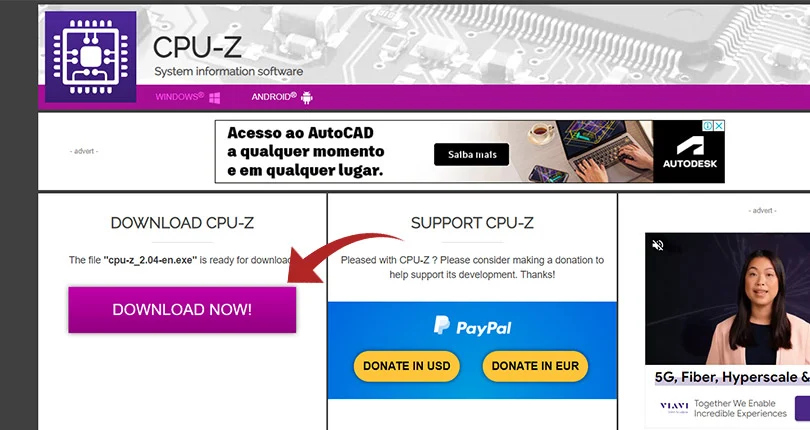 CPU-Z
System information software
WINDOWS®
ANDROID®
- advert -
Acesso ao AutoCAD
a qualquer momento
e em qualquer lugar.
Saiba mais
AUTODESK
DOWNLOAD CPU-Z
The file "cpu-z_2.04-en.exe" is ready for download
DOWNLOAD NOW!
SUPPORT CPU-Z
Pleased with CPU-Z ? Please consider making a donation to
help support its development. Thanks!
PayPal
DONATE IN USD
DONATE IN EUR
- advert -
5G, Fiber, Hyperscale &
VIAVI
Together We Enable
Incredible Experiences